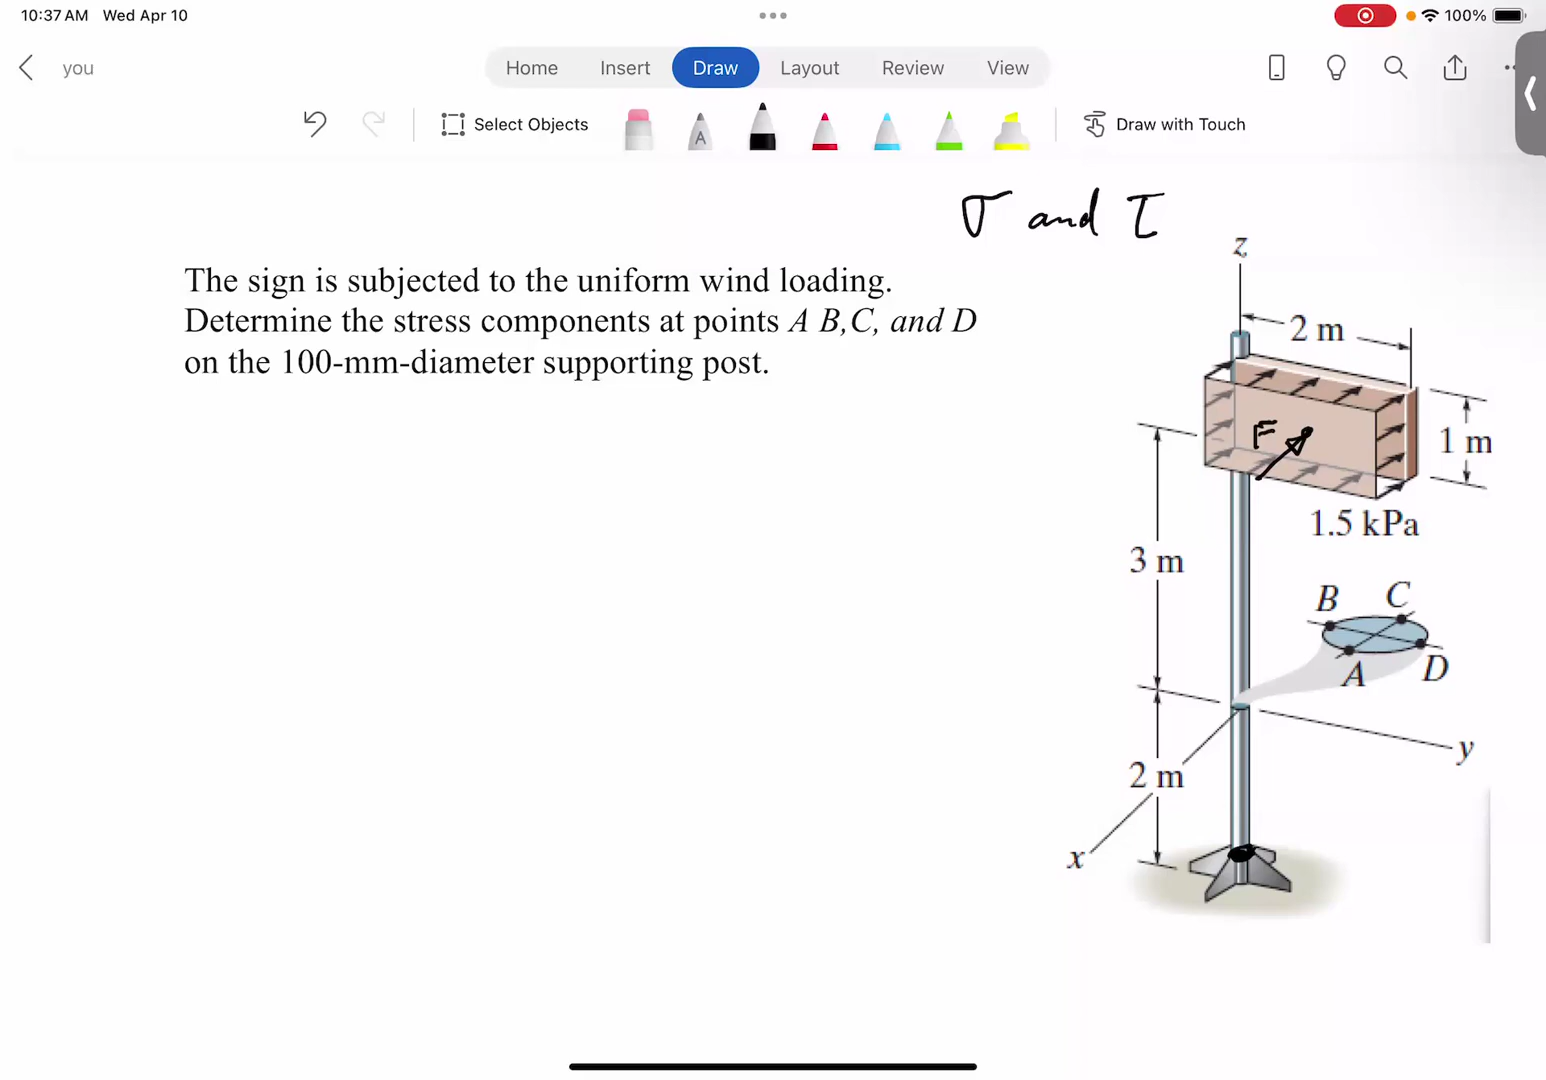 10:37 AM Wed Apr 10
100%
you
Home Insert Draw Layout Review View
Select Objects
A
Draw with Touch
σ and τ
The sign is subjected to the uniform wind loading.
Determine the stress components at points A B,C, and D
on the 100-mm-diameter supporting post.
z
2 m
F
1 m
1.5 kPa
3 m
B C
A D
y
2 m
x